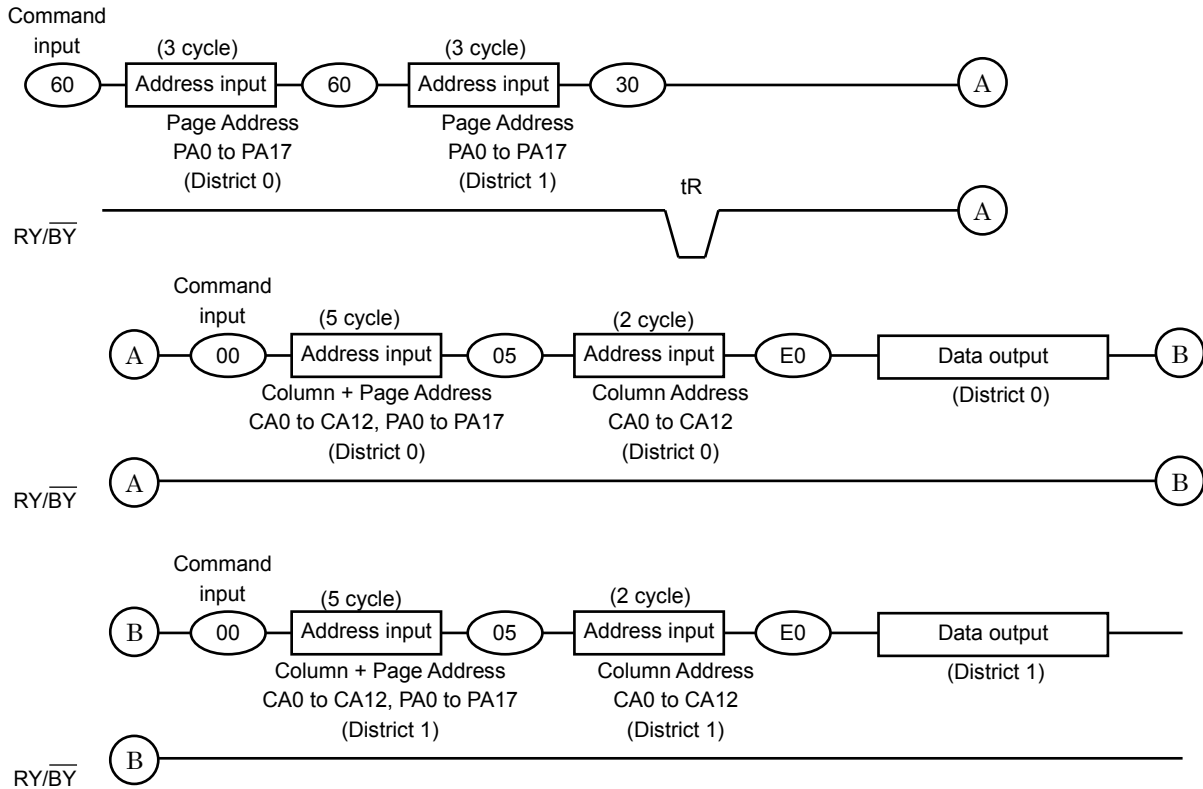 Command
input
(3 cycle) (3 cycle)
60 Address input 60 Address input 30 A
Page Address Page Address
PA0 to PA17 PA0 to PA17
(District 0) (District 1)
tR
A
RY/BY
Command
input
(5 cycle) (2 cycle)
A 00 Address input 05 Address input E0 Data output B
Column + Page Address Column Address (District 0)
CA0 to CA12, PA0 to PA17 CA0 to CA12
(District 0) (District 0)
A B
RY/BY
Command
input
(5 cycle) (2 cycle)
B 00 Address input 05 Address input E0 Data output
Column + Page Address Column Address (District 1)
CA0 to CA12, PA0 to PA17 CA0 to CA12
(District 1) (District 1)
B
RY/BY